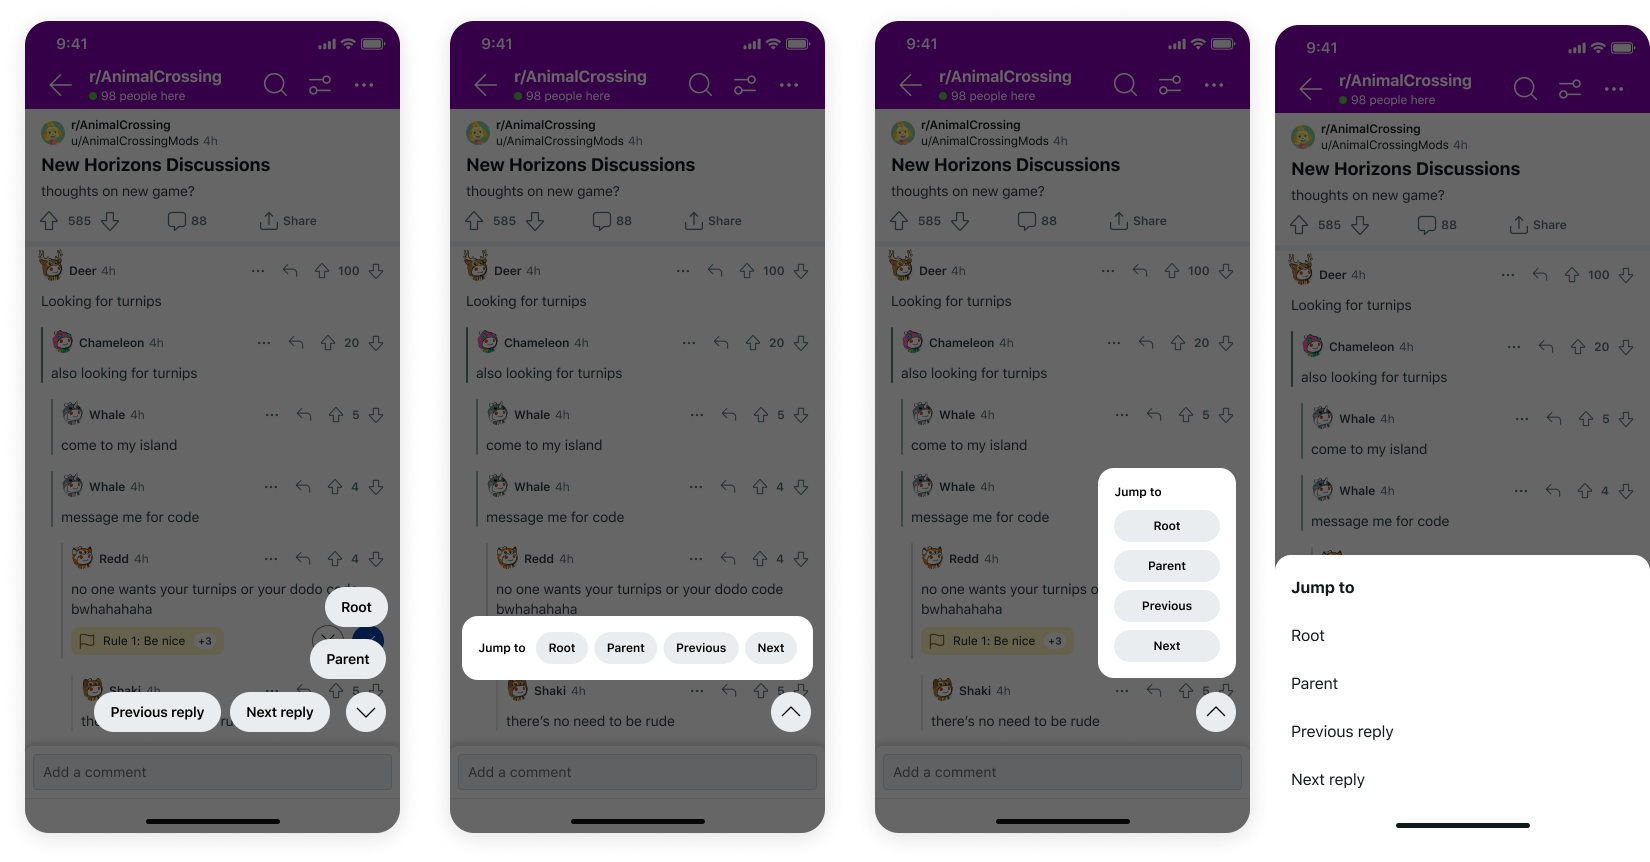 9:41
r/AnimalCrossing
98 people here
r/AnimalCrossing
u/AnimalCrossingMods 4h
New Horizons Discussions
thoughts on new game?
585 88 Share
Deer 4h 100
Looking for turnips
Chameleon 4h 20
also looking for turnips
Whale 4h 5
come to my island
Whale 4h 4
message me for code
Redd 4h 4
no one wants your turnips or your dodo code
bwhahahaha
Root
Rule 1: Be nice +3
Parent
Shaki 4h 5
Previous reply Next reply
Add a comment
9:41
r/AnimalCrossing
98 people here
r/AnimalCrossing
u/AnimalCrossingMods 4h
New Horizons Discussions
thoughts on new game?
585 88 Share
Deer 4h 100
Looking for turnips
Chameleon 4h 20
also looking for turnips
Whale 4h 5
come to my island
Whale 4h 4
message me for code
Redd 4h 4
no one wants your turnips or your dodo code
bwhahahaha
Jump to Root Parent Previous Next
Shaki 4h 5
there's no need to be rude
Add a comment
9:41
r/AnimalCrossing
98 people here
r/AnimalCrossing
u/AnimalCrossingMods 4h
New Horizons Discussions
thoughts on new game?
585 88 Share
Deer 4h 100
Looking for turnips
Chameleon 4h 20
also looking for turnips
Whale 4h 5
come to my island
Whale 4h
message me for code
Redd 4h
no one wants your turnips o
bwhahahaha
Rule 1: Be nice +3
Jump to
Root
Parent
Previous
Next
Shaki 4h 5
there's no need to be rude
Add a comment
9:41
r/AnimalCrossing
98 people here
r/AnimalCrossing
u/AnimalCrossingMods 4h
New Horizons Discussions
thoughts on new game?
585 88 Share
Deer 4h 100
Looking for turnips
Chameleon 4h 20
also looking for turnips
Whale 4h 5
come to my island
Whale 4h 4
message me for code
Jump to
Root
Parent
Previous reply
Next reply